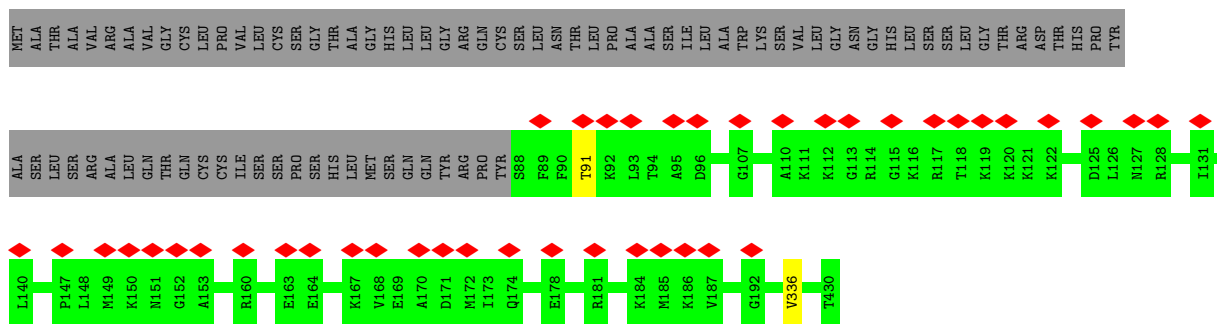 MET ALA THR ALA VAL ARG ALA VAL GLY CYS LEU PRO VAL LEU CYS SER GLY THR ALA GLY HIS LEU LEU GLY ARG GLN CYS SER LEU ASN THR LEU PRO ALA ALA SER ILE LEU ALA TRP LYS SER VAL LEU GLY ASN GLY HIS LEU SER SER LEU GLY THR ARG ASP THR HIS PRO TYR
ALA SER LEU SER ARG ALA LEU GLN THR GLN CYS CYS ILE SER SER PRO SER HIS LEU MET SER GLN GLN TYR ARG PRO TYR S88 F89 F90 T91 K92 L93 T94 A95 D96 G107 A110 K111 K112 G113 R114 G115 K116 R117 T118 K119 K120 K121 K122 D125 L126 N127 R128 I131
L140 P147 L148 M149 K150 N151 G152 A153 R160 E163 E164 K167 V168 E169 A170 D171 M172 I173 Q174 E178 R181 K184 M185 K186 V187 G192 V336 T430